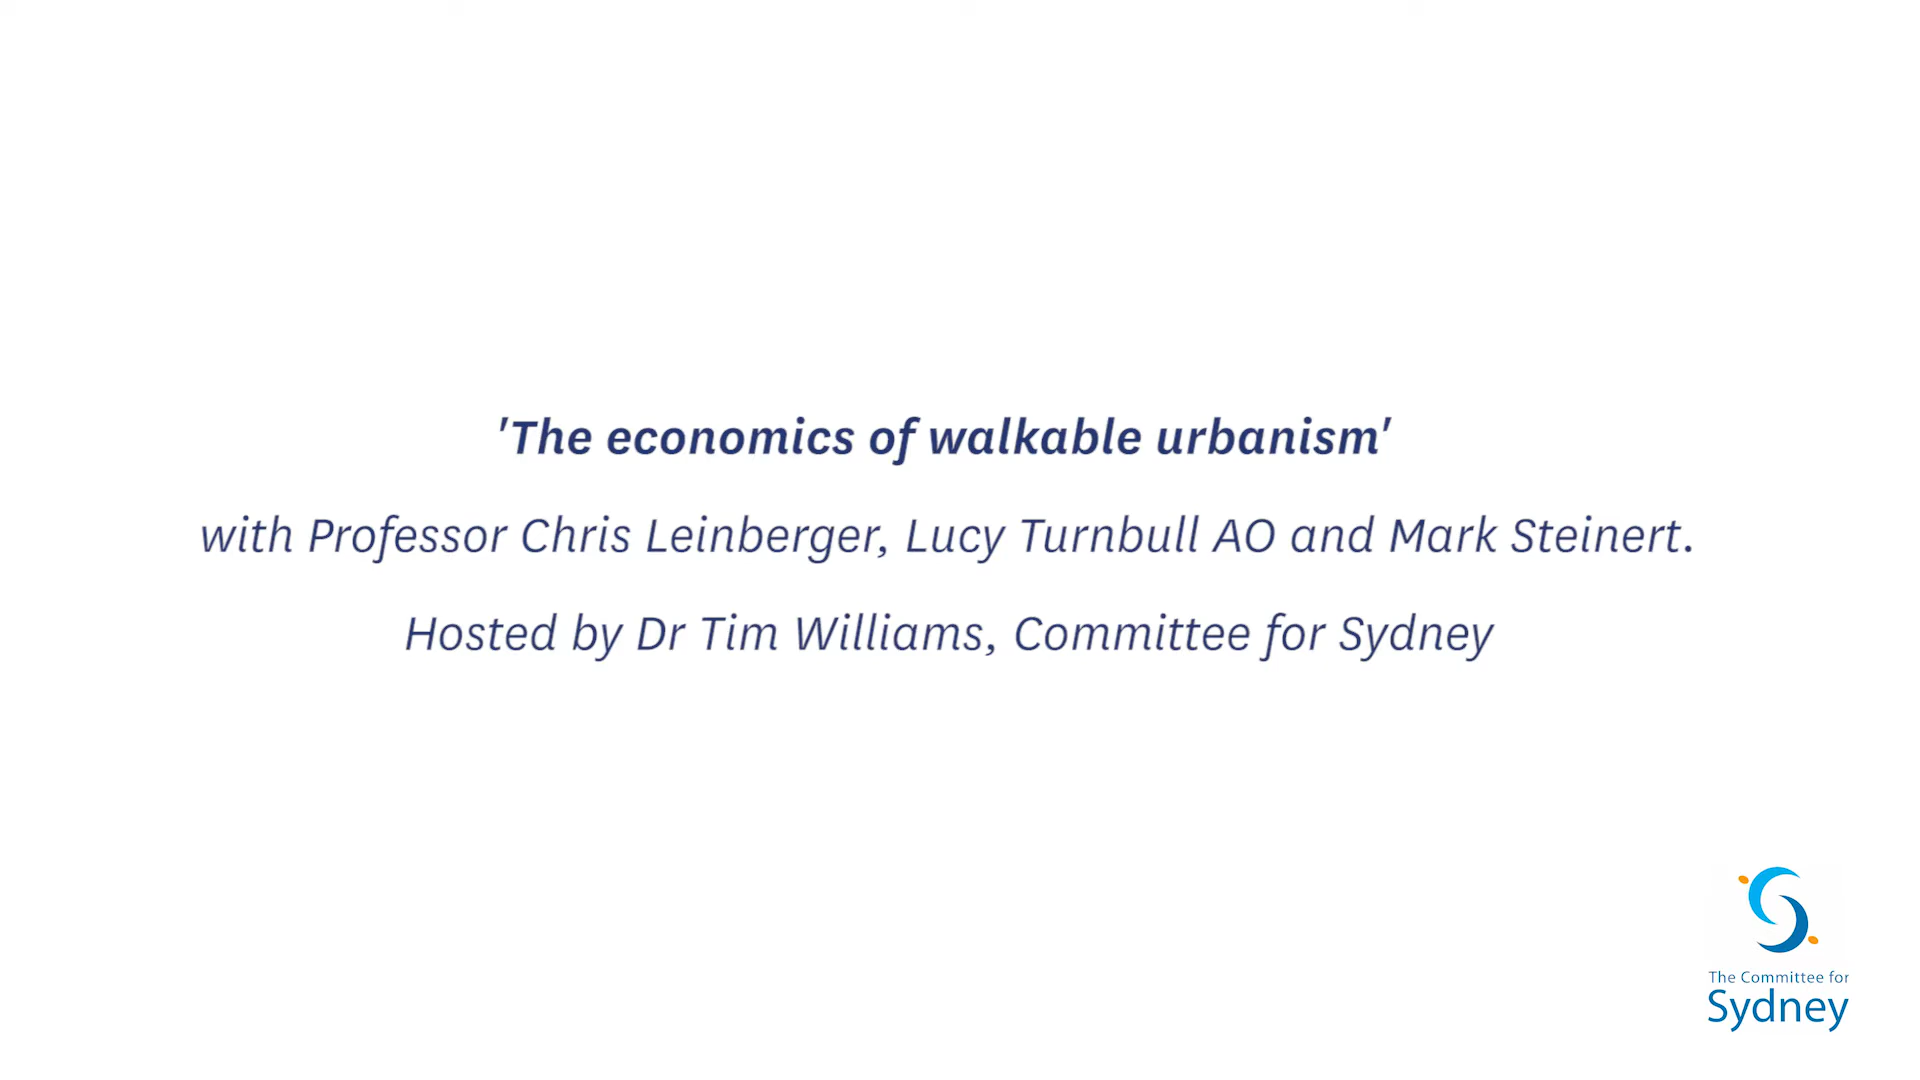 'The economics of walkable urbanism'
with Professor Chris Leinberger, Lucy Turnbull AO and Mark Steinert.
Hosted by Dr Tim Williams, Committee for Sydney
The Committee for
Sydney